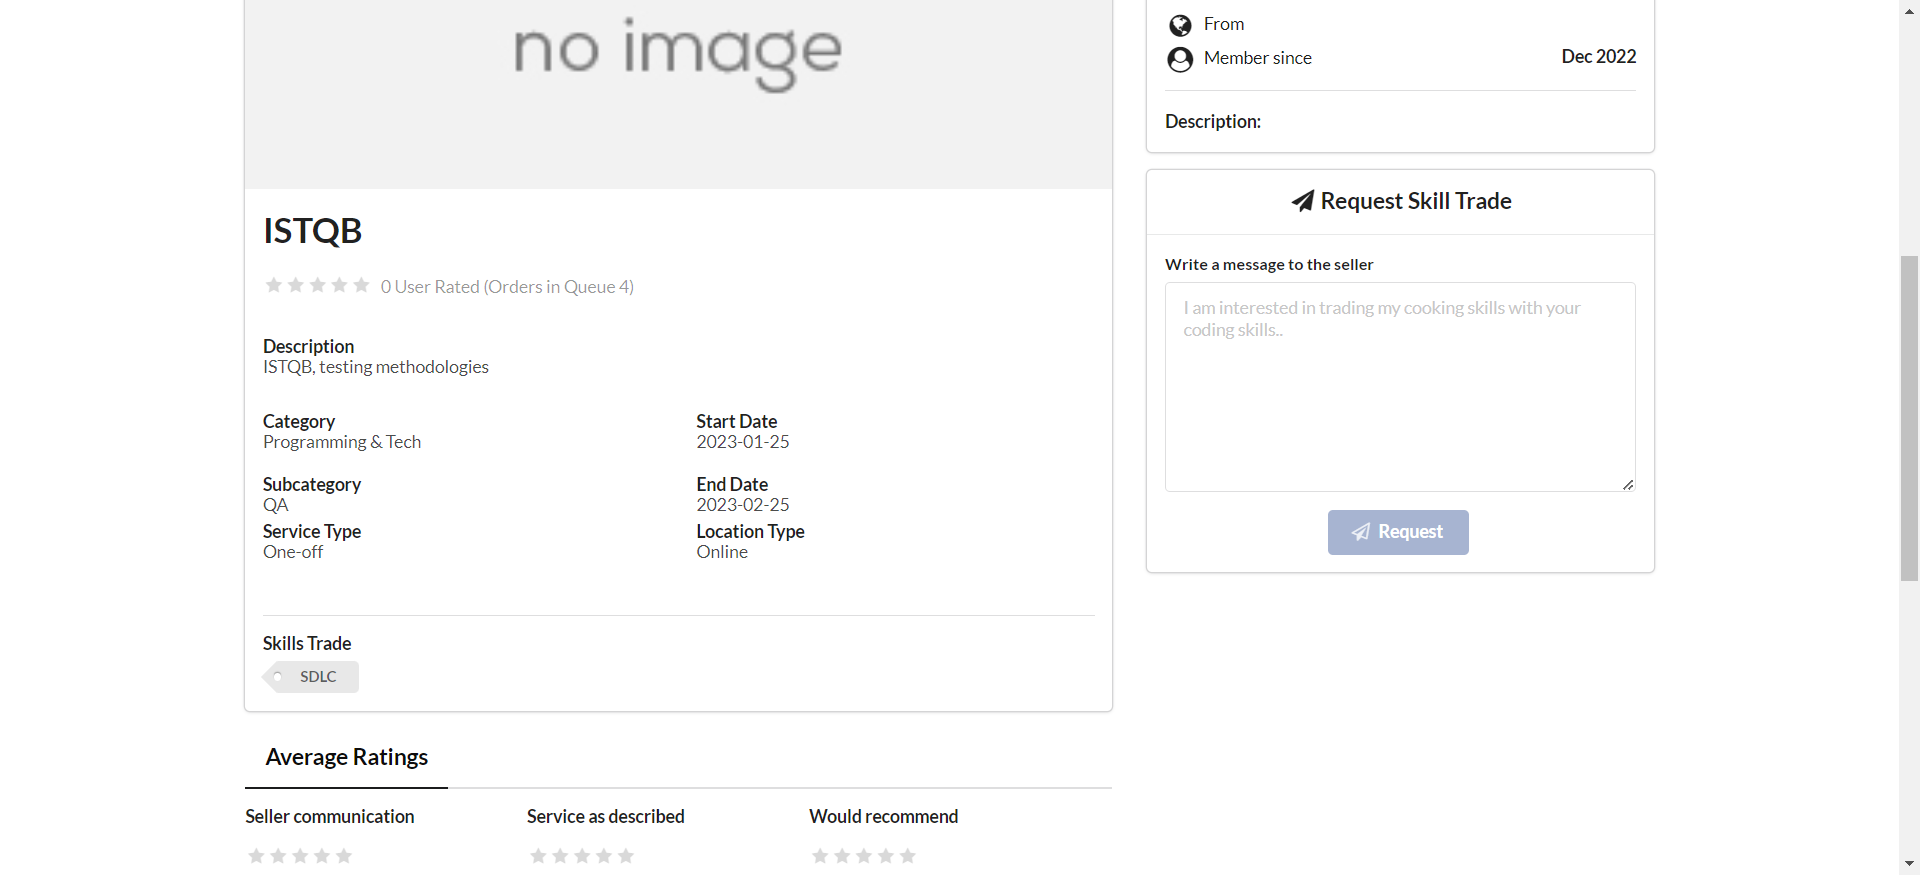 no image
ISTQB
0 User Rated (Orders in Queue 4)
Description
ISTQB, testing methodologies
Category
Programming & Tech
Start Date
2023-01-25
Subcategory
QA
End Date
2023-02-25
Service Type
One-off
Location Type
Online
Skills Trade
SDLC
Average Ratings
Seller communication
Service as described
Would recommend
From
Member since Dec 2022
Description:
Request Skill Trade
Write a message to the seller
I am interested in trading my cooking skills with your
coding skills..
Request